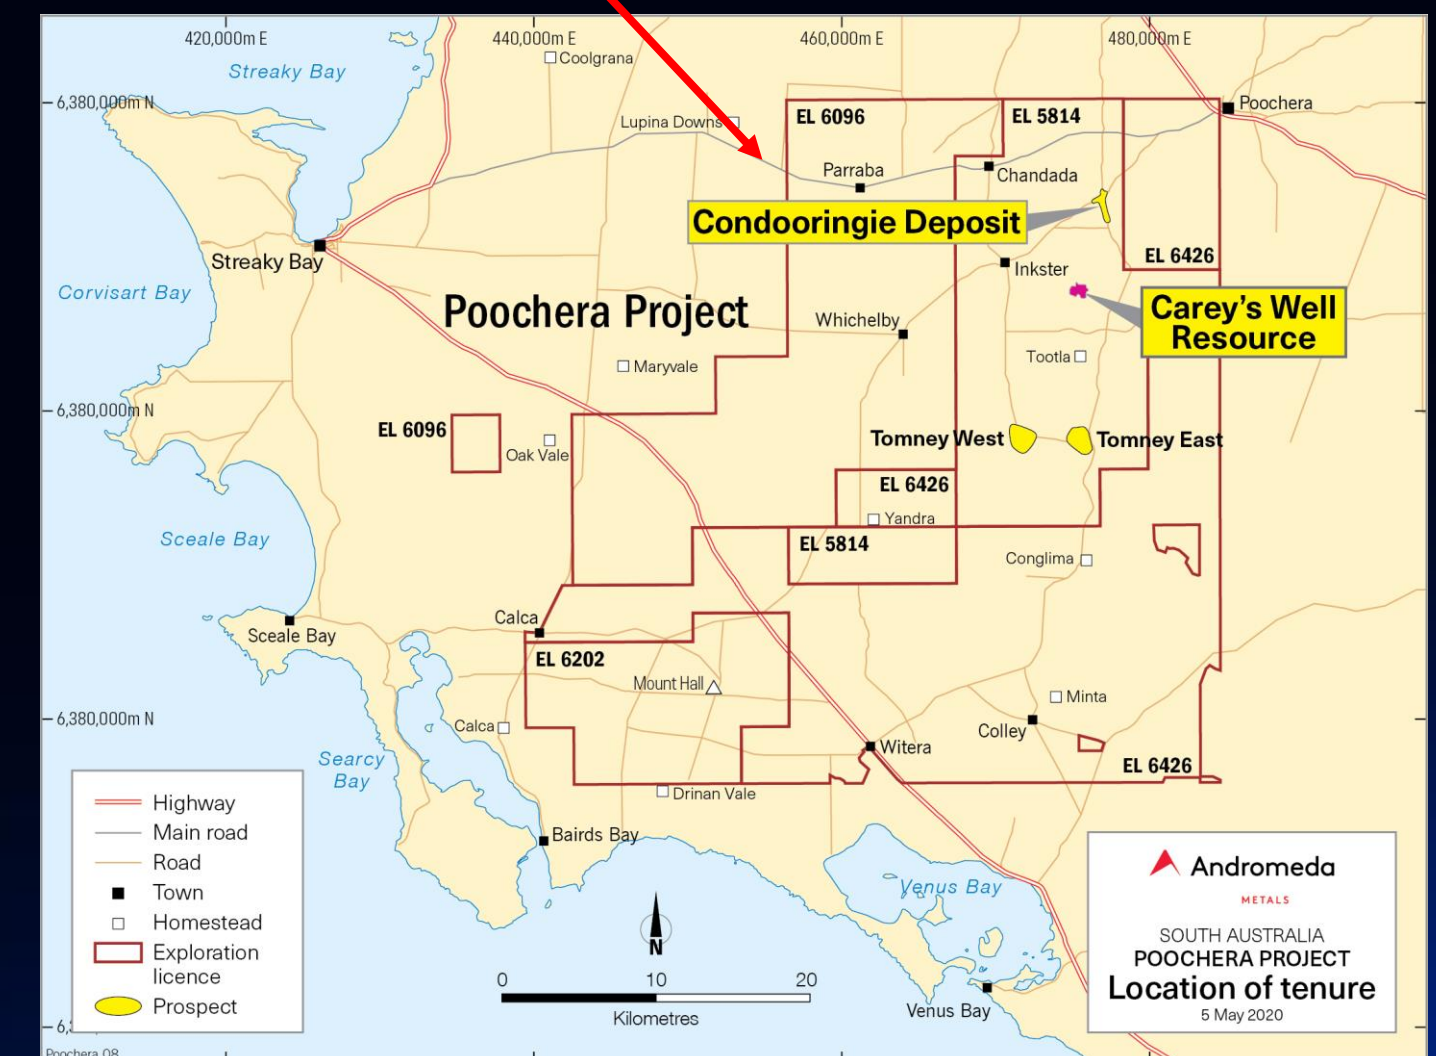 420,000m E
440,000m E
460,000m E
480,000m E
Streaky Bay
Coolgrana
6,380,000m N
Lupina Downs
EL 6096
EL 5814
Poochera
Parraba
Chandada
Condooringie Deposit
EL 6426
Streaky Bay
Inkster
Corvisart Bay
Poochera Project
Whichelby
Carey's Well
Resource
Maryvale
Tootla
6,380,000m N
EL 6096
Oak Vale
Tomney West
Tomney East
EL 6426
Yandra
Sceale Bay
EL 5814
Conglima
Calca
Sceale Bay
EL 6202
Mount Hall
Minta
6,380,000m N
Calca
Colley
Witera
Searcy
Bay
EL 6426
Drinan Vale
Highway
Main road
Road
Town
Homestead
Exploration
licence
Prospect
Bairds Bay
Venus Bay
N
0 10 20
Kilometres
Venus Bay
Andromeda
METALS
SOUTH AUSTRALIA
POOCHERA PROJECT
Location of tenure
5 May 2020